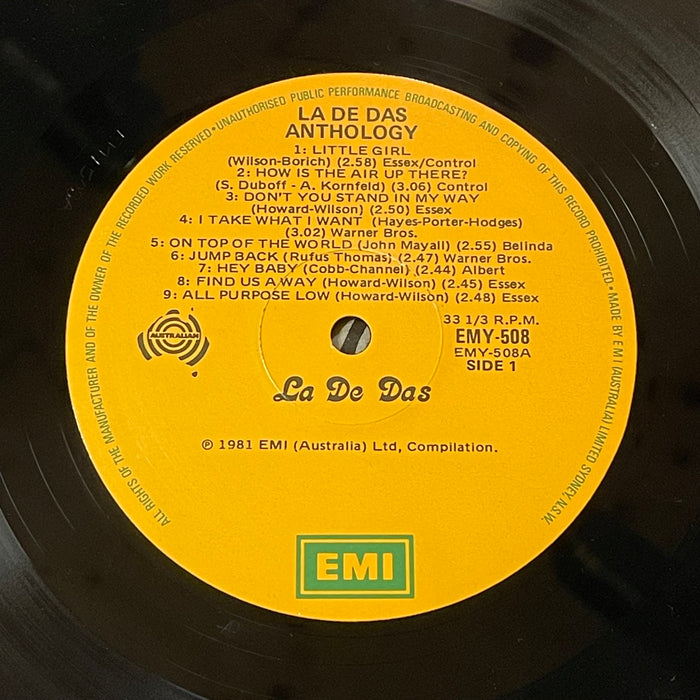 ALL RIGHTS OF THE MANUFACTURER AND OF THE OWNER OF THE RECORDED WORK RESERVED • UNAUTHORISED PUBLIC PERFORMANCE BROADCASTING AND COPYING OF THIS RECORD PROHIBITED. • MADE BY EMI (AUSTRALIA) LIMITED SYDNEY, N.S.W.
LA DE DAS
ANTHOLOGY
1: LITTLE GIRL
(Wilson-Borich) (2.58) Essex/Control
2: HOW IS THE AIR UP THERE?
(S. Duboff - A. Kornfeld) (3.06) Control
3: DON'T YOU STAND IN MY WAY
(Howard-Wilson) (2.50) Essex
4: I TAKE WHAT I WANT (Hayes-Porter-Hodges)
(3.02) Warner Bros.
5: ON TOP OF THE WORLD (John Mayall) (2.55) Belinda
6: JUMP BACK (Rufus Thomas) (2.47) Warner Bros.
7: HEY BABY (Cobb-Channel) (2.44) Albert
8: FIND US A WAY (Howard-Wilson) (2.45) Essex
9: ALL PURPOSE LOW (Howard-Wilson) (2.48) Essex
33 1/3 R.P.M.
EMY-508
EMY-508A
SIDE 1
AUSTRALIAN
La De Das
℗ 1981 EMI (Australia) Ltd, Compilation.
EMI